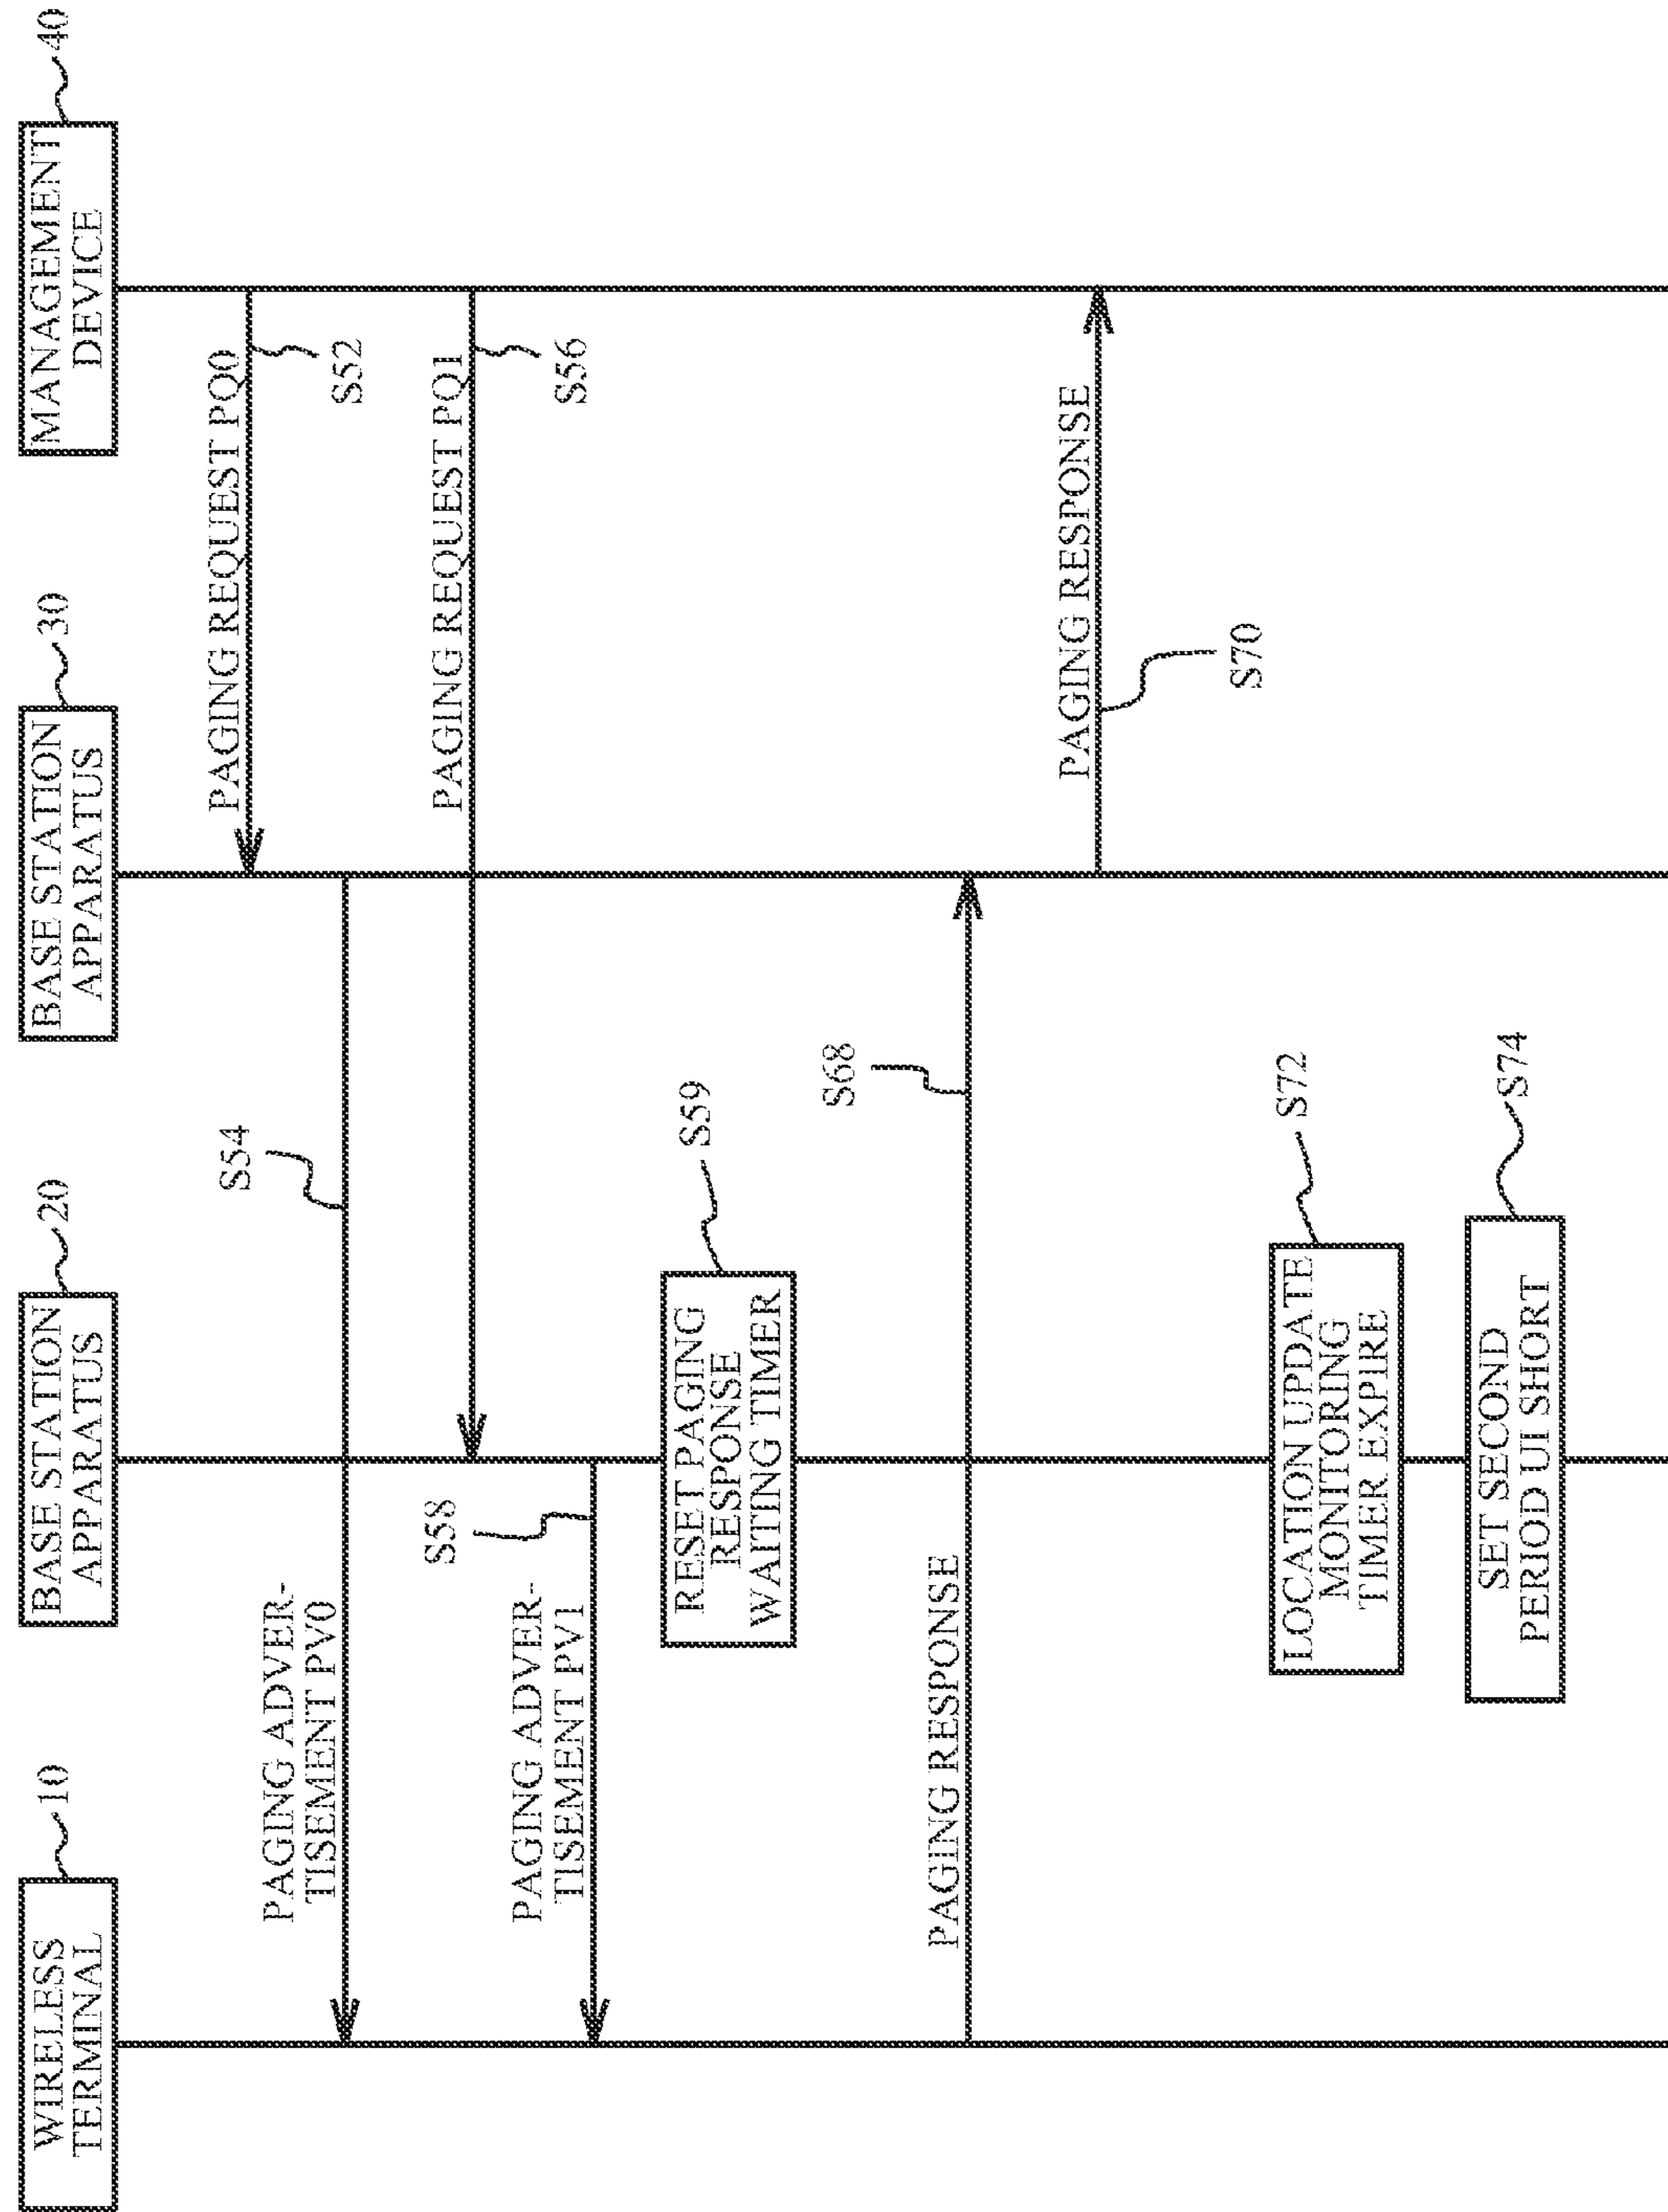 WIRELESS
TERMINAL
10
BASE STATION
APPARATUS
20
BASE STATION
APPARATUS
30
MANAGEMENT
DEVICE
40
PAGING REQUEST PQ0
S52
S54
PAGING ADVER-
TISEMENT PV0
PAGING REQUEST PQ1
S56
S58
PAGING ADVER-
TISEMENT PV1
RESET PAGING
RESPONSE
WAITING TIMER
S59
PAGING RESPONSE
S68
PAGING RESPONSE
S70
LOCATION UPDATE
MONITORING
TIMER EXPIRE
S72
SET SECOND
PERIOD UI SHORT
S74